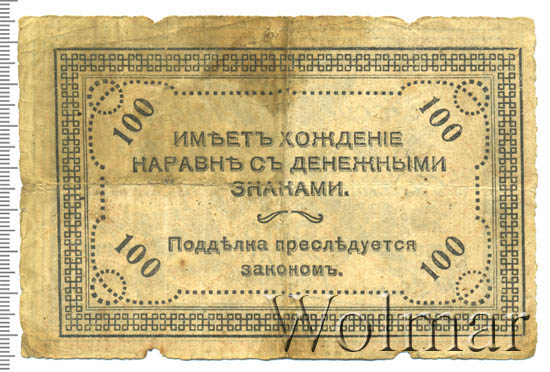 100 100
ИМѢЕТЪ ХОЖДЕНІЕ
НАРАВНѢ СЪ ДЕНЕЖНЫМИ
ЗНАКАМИ.
Поддѣлка преслѣдуется
закономъ.
100 100
Wolmar